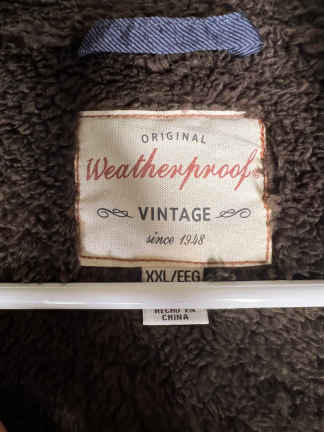 ORIGINAL
Weatherproof®
VINTAGE
since 1948
XXL/EEG
HECHO EN
CHINA